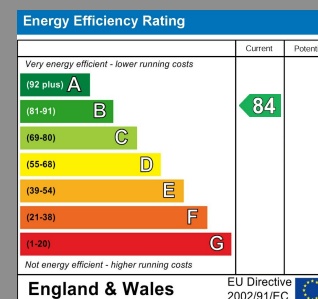 Energy Efficiency Rating
Current
Very energy efficient - lower running costs
(92 plus) A
(81-91) B
84
(69-80) C
(55-68) D
(39-54) E
(21-38) F
(1-20) G
Not energy efficient - higher running costs
England & Wales
EU Directive
2002/91/EC